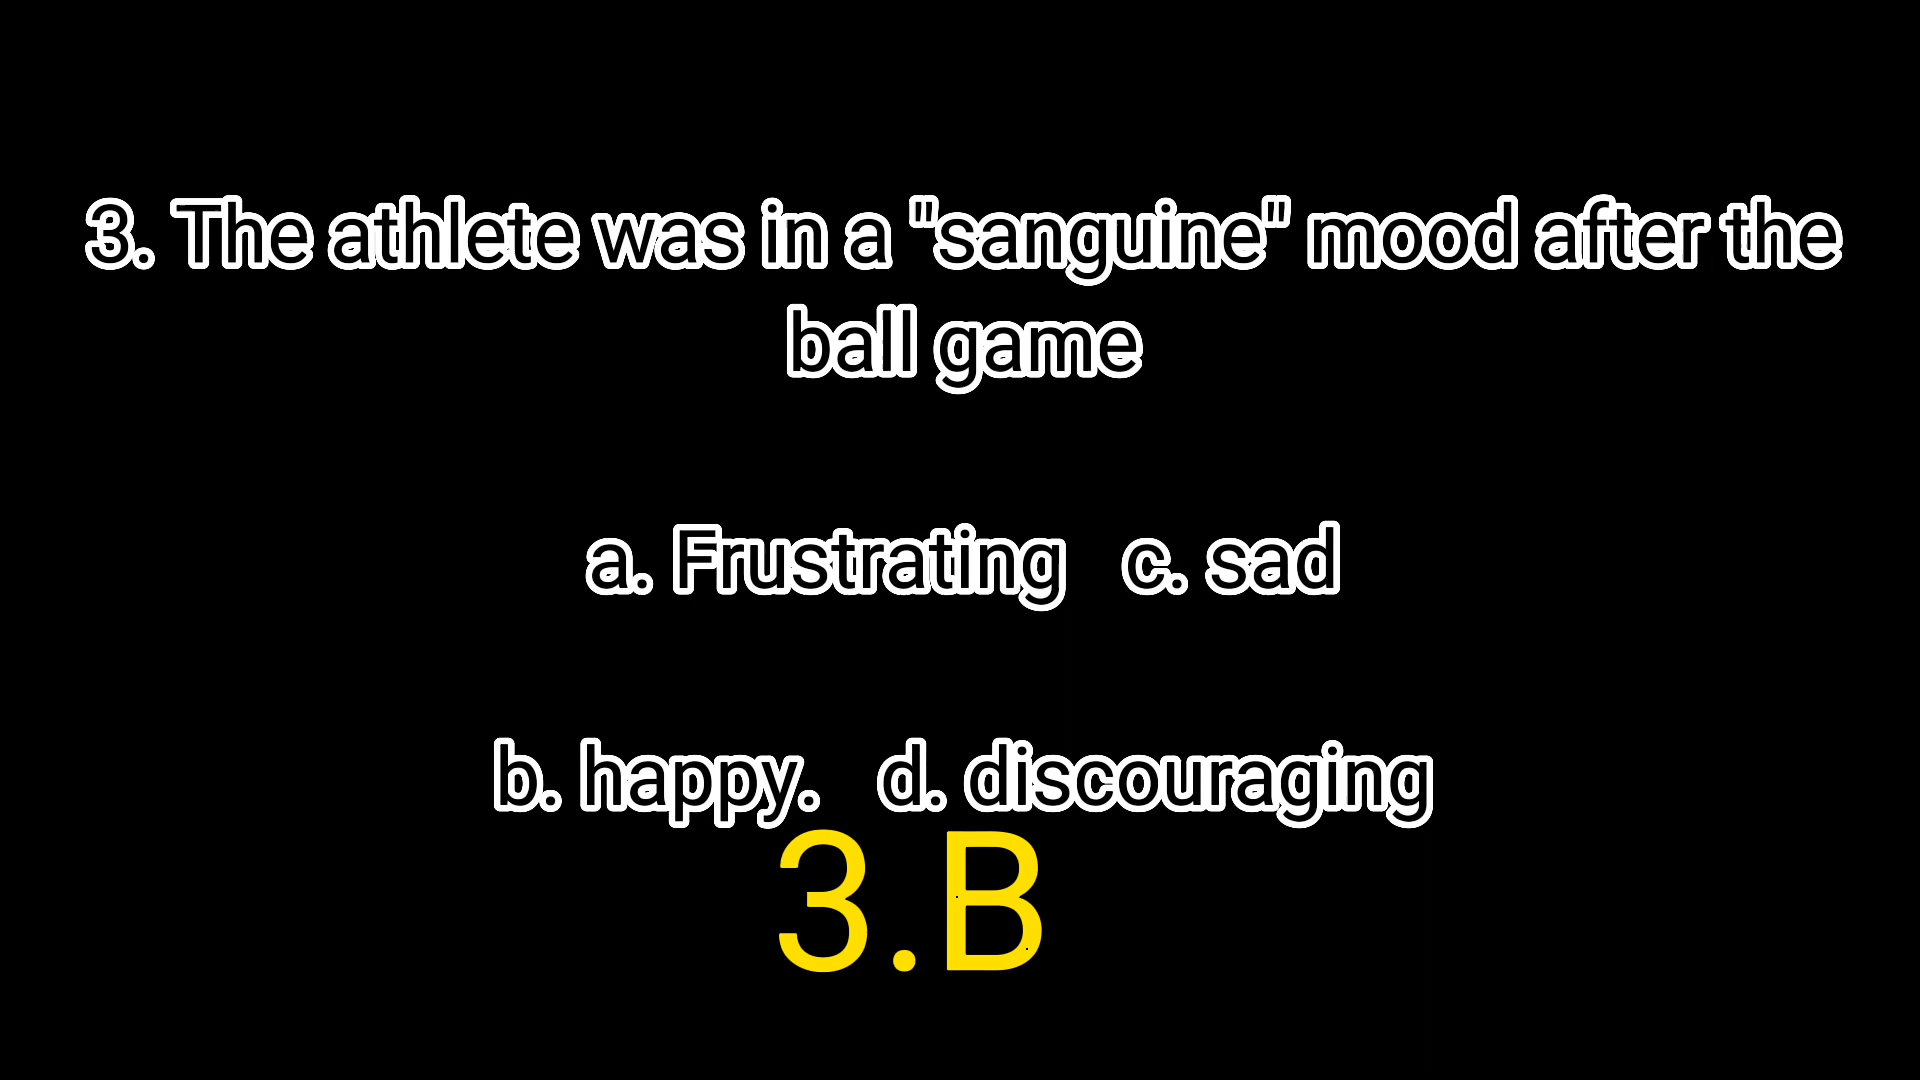 3. The athlete was in a "sanguine" mood after the
ball game
a. Frustrating c. sad
b. happy. d. discouraging
3.B